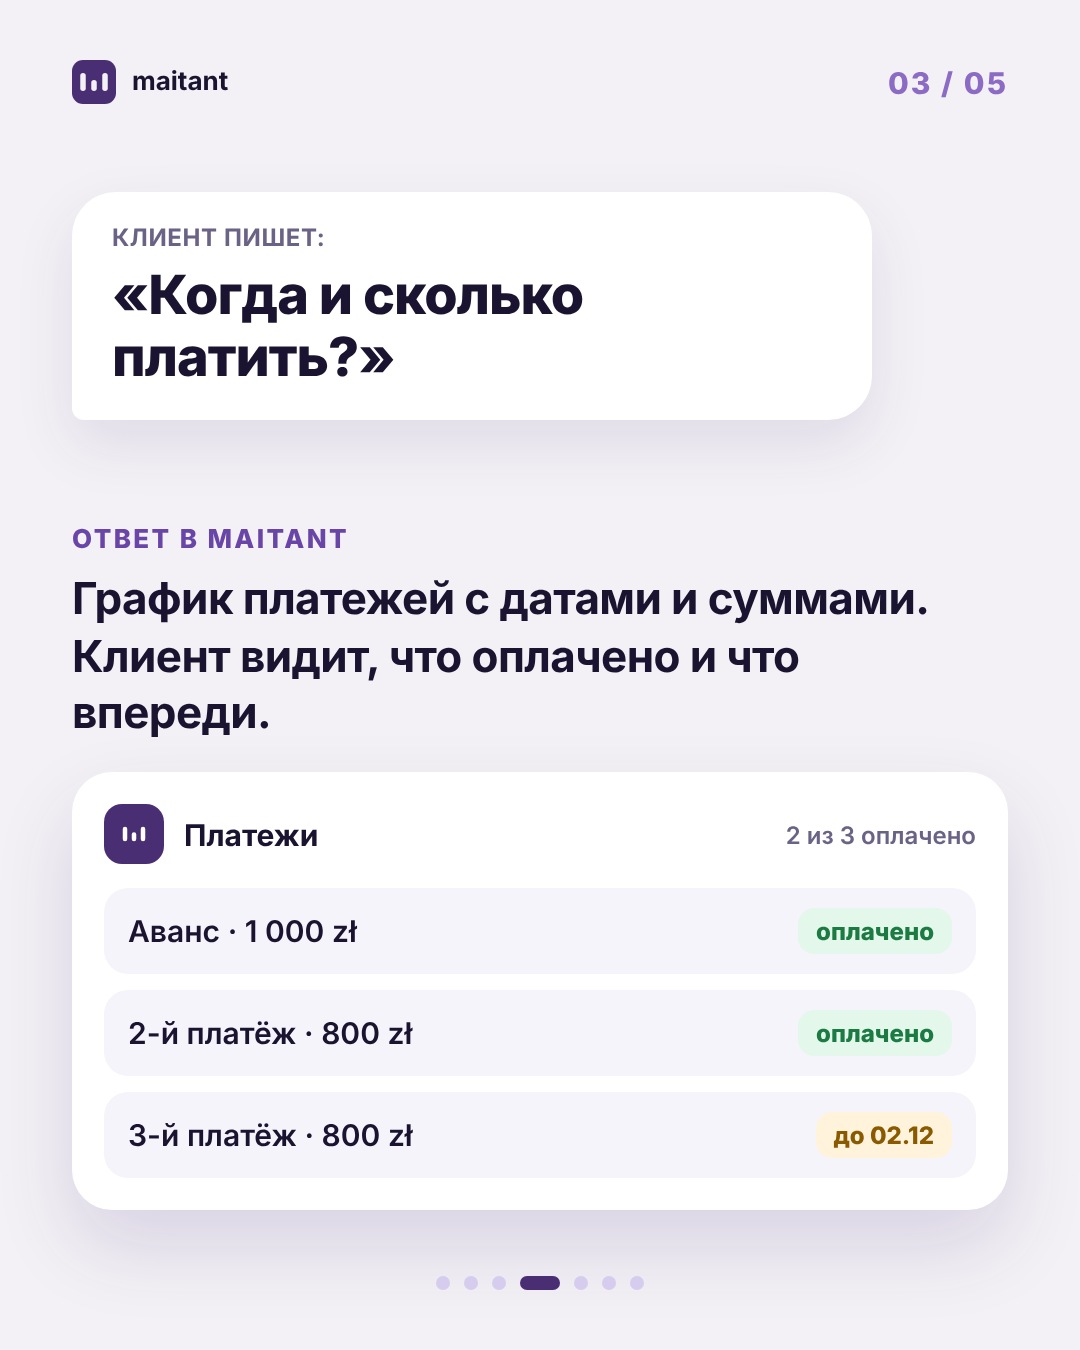 maitant
03 / 05
КЛИЕНТ ПИШЕТ:
«Когда и сколько
платить?»
ОТВЕТ В MAITANT
График платежей с датами и суммами.
Клиент видит, что оплачено и что
впереди.
Платежи
2 из 3 оплачено
Аванс · 1 000 zł
оплачено
2-й платёж · 800 zł
оплачено
3-й платёж · 800 zł
до 02.12